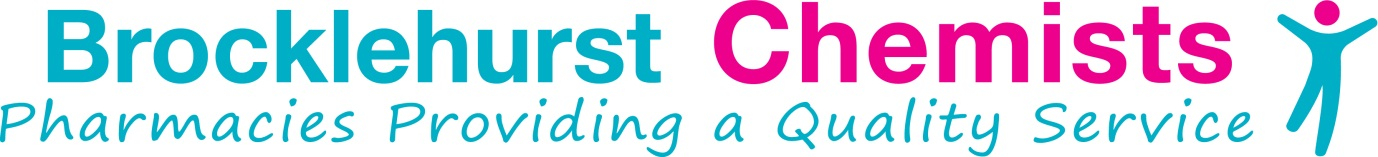 Brocklehurst Chemists
Pharmacies Providing a Quality Service